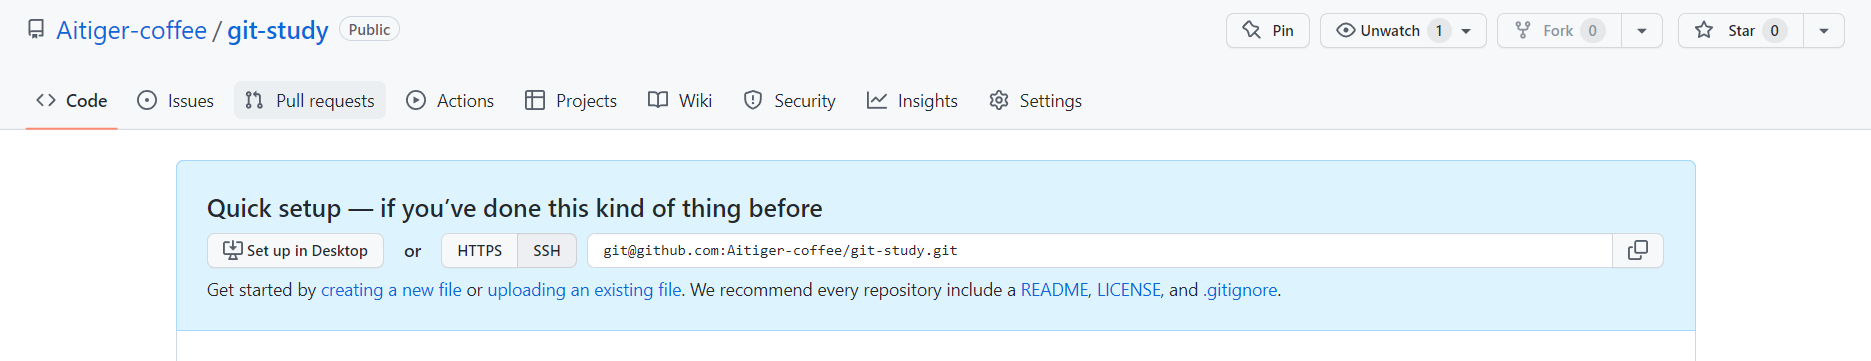 Aitiger-coffee / git-study Public Pin Unwatch 1 Fork 0 Star 0
Code Issues Pull requests Actions Projects Wiki Security Insights Settings
Quick setup — if you’ve done this kind of thing before
Set up in Desktop or HTTPS SSH git@github.com:Aitiger-coffee/git-study.git
Get started by creating a new file or uploading an existing file. We recommend every repository include a README, LICENSE, and .gitignore.